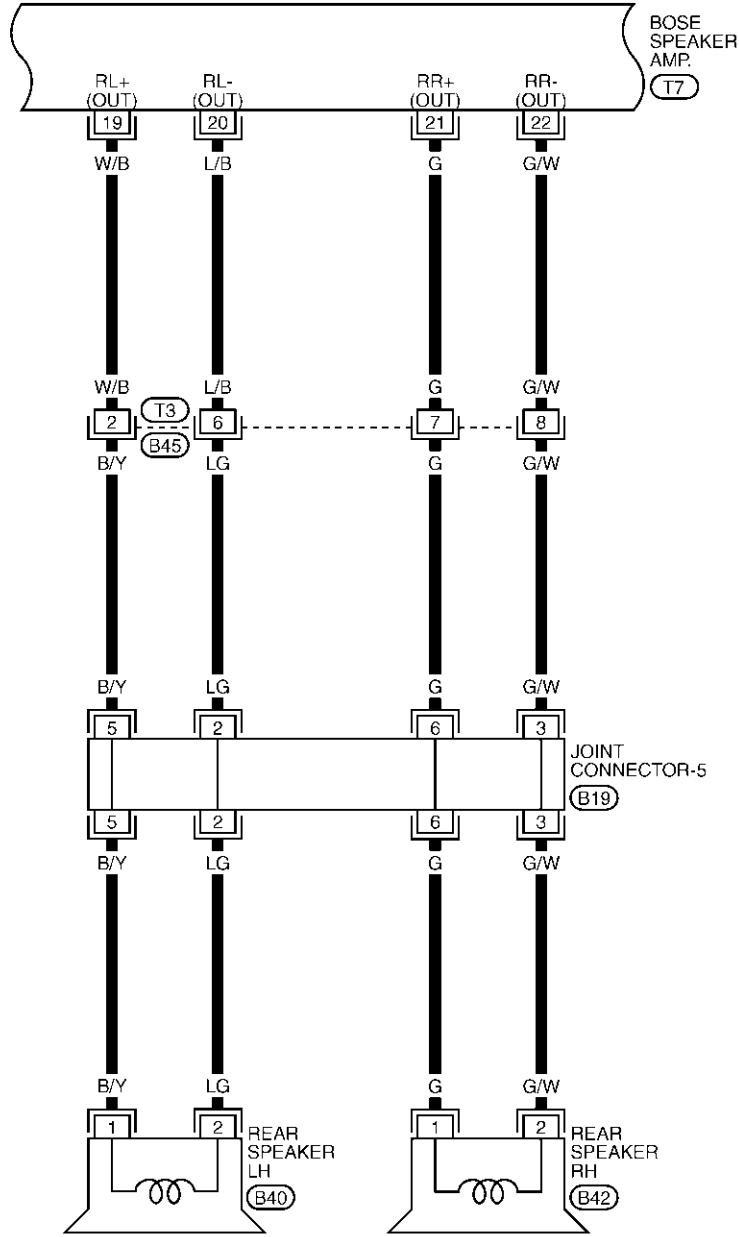 BOSE
SPEAKER
AMP.
T7
RL+ RL- RR+ RR-
(OUT) (OUT) (OUT) (OUT)
19 20 21 22
W/B L/B G G/W
W/B L/B G G/W
2 T3 6 7 8
B45
B/Y LG G G/W
B/Y LG G G/W
5 2 6 3
JOINT
CONNECTOR-5
B19
5 2 6 3
B/Y LG G G/W
B/Y LG G G/W
1 2 1 2
REAR
SPEAKER
LH
B40
REAR
SPEAKER
RH
B42